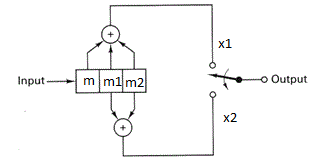 x1
+
Input
m m1 m2
Output
x2
+